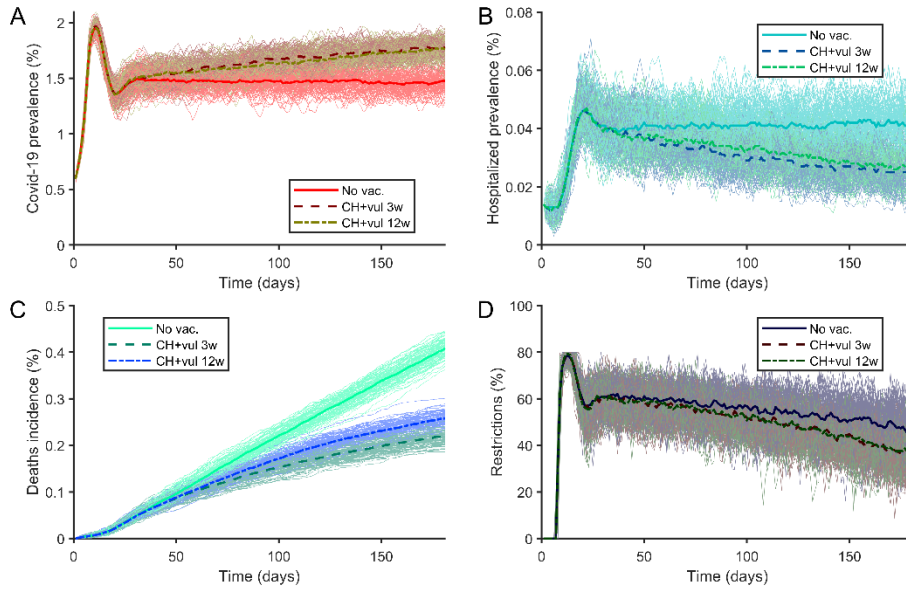 A
Covid-19 prevalence (%)
2
1.5
1
0.5
0
No vac.
CH+vul 3w
CH+vul 12w
0
50
100
150
Time (days)
B
Hospitalized prevalence (%)
0.08
0.06
0.04
0.02
0
No vac.
CH+vul 3w
CH+vul 12w
0
50
100
150
Time (days)
C
Deaths incidence (%)
0.5
0.4
0.3
0.2
0.1
0
No vac.
CH+vul 3w
CH+vul 12w
0
50
100
150
Time (days)
D
Restrictions (%)
100
80
60
40
20
0
No vac.
CH+vul 3w
CH+vul 12w
0
50
100
150
Time (days)